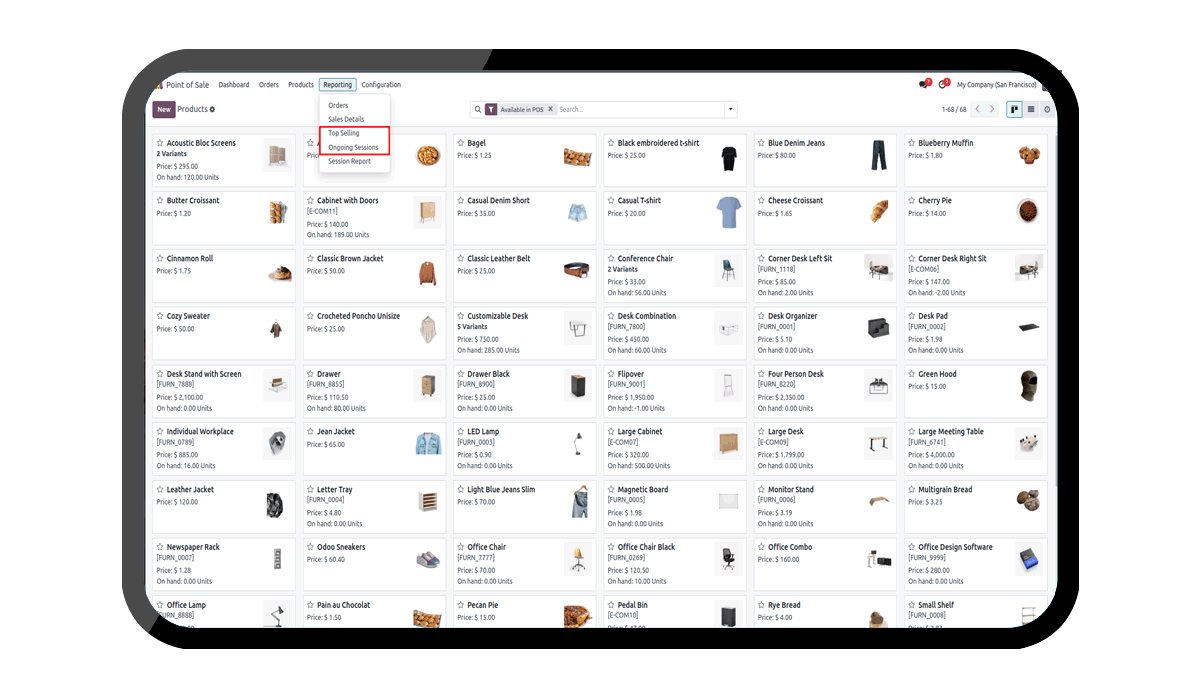 Point of Sale Dashboard Orders Products Reporting Configuration My Company (San Francisco)
New Products Available in POS Search... 1-68 / 68
Orders
Sales Details
Top Selling
Ongoing Sessions
Session Report
Acoustic Bloc Screens
2 Variants
Price: $ 295.00
On hand: 120.00 Units
Bagel
Price: $ 1.25
Black embroidered t-shirt
Price: $ 25.00
Blue Denim Jeans
Price: $ 80.00
Blueberry Muffin
Price: $ 1.80
Butter Croissant
Price: $ 1.20
Cabinet with Doors
[E-COM11]
Price: $ 140.00
On hand: 189.00 Units
Casual Denim Short
Price: $ 35.00
Casual T-shirt
Price: $ 20.00
Cheese Croissant
Price: $ 1.65
Cherry Pie
Price: $ 14.00
Cinnamon Roll
Price: $ 1.75
Classic Brown Jacket
Price: $ 50.00
Classic Leather Belt
Price: $ 25.00
Conference Chair
2 Variants
Price: $ 33.00
On hand: 56.00 Units
Corner Desk Left Sit
[FURN_1118]
Price: $ 85.00
On hand: 2.00 Units
Corner Desk Right Sit
[E-COM06]
Price: $ 147.00
On hand: -2.00 Units
Cozy Sweater
Price: $ 50.00
Crocheted Poncho Unisize
Price: $ 25.00
Customizable Desk
5 Variants
Price: $ 750.00
On hand: 285.00 Units
Desk Combination
[FURN_7800]
Price: $ 450.00
On hand: 60.00 Units
Desk Organizer
[FURN_0001]
Price: $ 5.10
On hand: 0.00 Units
Desk Pad
[FURN_0002]
Price: $ 1.98
On hand: 0.00 Units
Desk Stand with Screen
[FURN_7888]
Price: $ 2,100.00
On hand: 0.00 Units
Drawer
[FURN_8855]
Price: $ 110.50
On hand: 80.00 Units
Drawer Black
[FURN_8900]
Price: $ 25.00
On hand: 0.00 Units
Flipover
[FURN_9001]
Price: $ 1,950.00
On hand: -1.00 Units
Four Person Desk
[FURN_8220]
Price: $ 2,350.00
On hand: 0.00 Units
Green Hood
Price: $ 15.00
Individual Workplace
[FURN_0789]
Price: $ 885.00
On hand: 16.00 Units
Jean Jacket
Price: $ 65.00
LED Lamp
[FURN_0003]
Price: $ 0.90
On hand: 0.00 Units
Large Cabinet
[E-COM07]
Price: $ 320.00
On hand: 500.00 Units
Large Desk
[E-COM09]
Price: $ 1,799.00
On hand: 0.00 Units
Large Meeting Table
[FURN_6741]
Price: $ 4,000.00
On hand: 0.00 Units
Leather Jacket
Price: $ 120.00
Letter Tray
[FURN_0004]
Price: $ 4.80
On hand: 0.00 Units
Light Blue Jeans Slim
Price: $ 70.00
Magnetic Board
[FURN_0005]
Price: $ 1.98
On hand: 0.00 Units
Monitor Stand
[FURN_0006]
Price: $ 3.19
On hand: 0.00 Units
Multigrain Bread
Price: $ 3.25
Newspaper Rack
[FURN_0007]
Price: $ 1.28
On hand: 0.00 Units
Odoo Sneakers
Price: $ 60.40
Office Chair
[FURN_7777]
Price: $ 70.00
On hand: 0.00 Units
Office Chair Black
[FURN_0269]
Price: $ 120.50
On hand: 10.00 Units
Office Combo
Price: $ 160.00
Office Design Software
[FURN_9999]
Price: $ 280.00
On hand: 0.00 Units
Office Lamp
Pain au Chocolat
Price: $ 1.50
Pecan Pie
Price: $ 15.00
Pedal Bin
[E-COM10]
Rye Bread
Price: $ 4.00
Small Shelf
[FURN_0008]